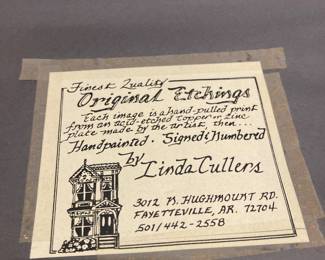 Finest Quality
Original Etchings
Each image is a hand-pulled print
from an acid-etched copper or zinc
plate made by the artist, then...
Handpainted. Signed & Numbered
by
Linda Cullers
3012 N. HUGHMOUNT RD.
FAYETTEVILLE, AR. 72704
501/442-2558